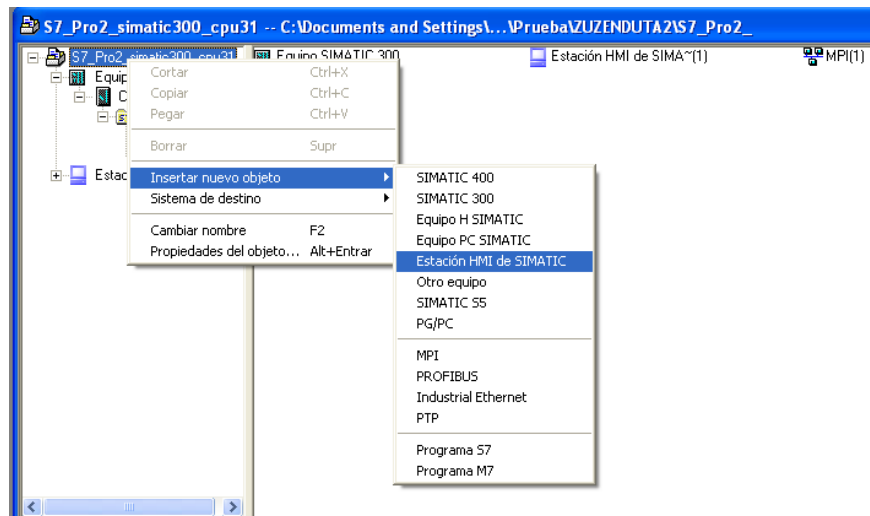 S7_Pro2_simatic300_cpu31 -- C:\Documents and Settings\...\Prueba\ZUZENDUTA2\S7_Pro2_
S7_Pro2_simatic300_cpu31
Equipo SIMATIC 300
Estación HMI de SIMA~(1)
MPI(1)
Equip
C
Estac
Cortar Ctrl+X
Copiar Ctrl+C
Pegar Ctrl+V
Borrar Supr
Insertar nuevo objeto
Sistema de destino
Cambiar nombre F2
Propiedades del objeto... Alt+Entrar
SIMATIC 400
SIMATIC 300
Equipo H SIMATIC
Equipo PC SIMATIC
Estación HMI de SIMATIC
Otro equipo
SIMATIC S5
PG/PC
MPI
PROFIBUS
Industrial Ethernet
PTP
Programa S7
Programa M7